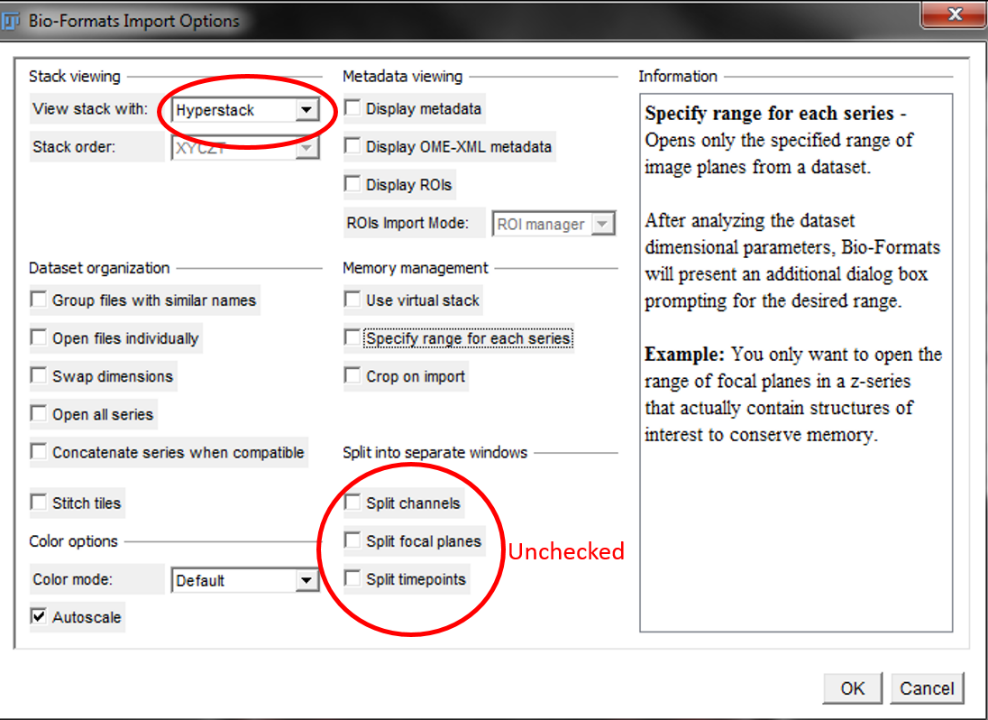 Bio-Formats Import Options
Stack viewing
View stack with: Hyperstack
Stack order: XYCZT
Metadata viewing
Display metadata
Display OME-XML metadata
Display ROIs
ROIs Import Mode: ROI manager
Dataset organization
Group files with similar names
Open files individually
Swap dimensions
Open all series
Concatenate series when compatible
Stitch tiles
Memory management
Use virtual stack
Specify range for each series
Crop on import
Color options
Color mode: Default
Autoscale
Split into separate windows
Split channels
Split focal planes
Split timepoints
Unchecked
Information
Specify range for each series -
Opens only the specified range of
image planes from a dataset.
After analyzing the dataset
dimensional parameters, Bio-Formats
will present an additional dialog box
prompting for the desired range.
Example: You only want to open the
range of focal planes in a z-series
that actually contain structures of
interest to conserve memory.
OK
Cancel